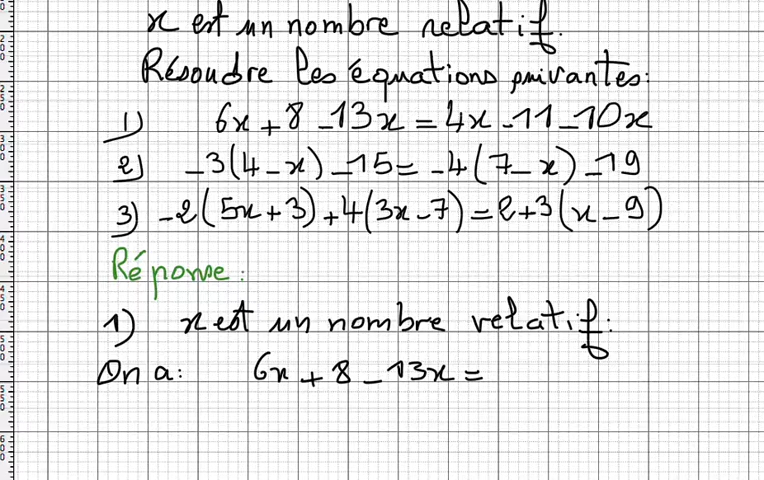 x est un nombre relatif.
Résoudre les équations suivantes:
1) 6x + 8 - 13x = 4x - 11 - 10x
2) -3(4 - x) - 15 = -4(7 - x) - 19
3) -2(5x + 3) + 4(3x - 7) = 2 + 3(x - 9)
Réponse:
1) x est un nombre relatif:
On a: 6x + 8 - 13x =